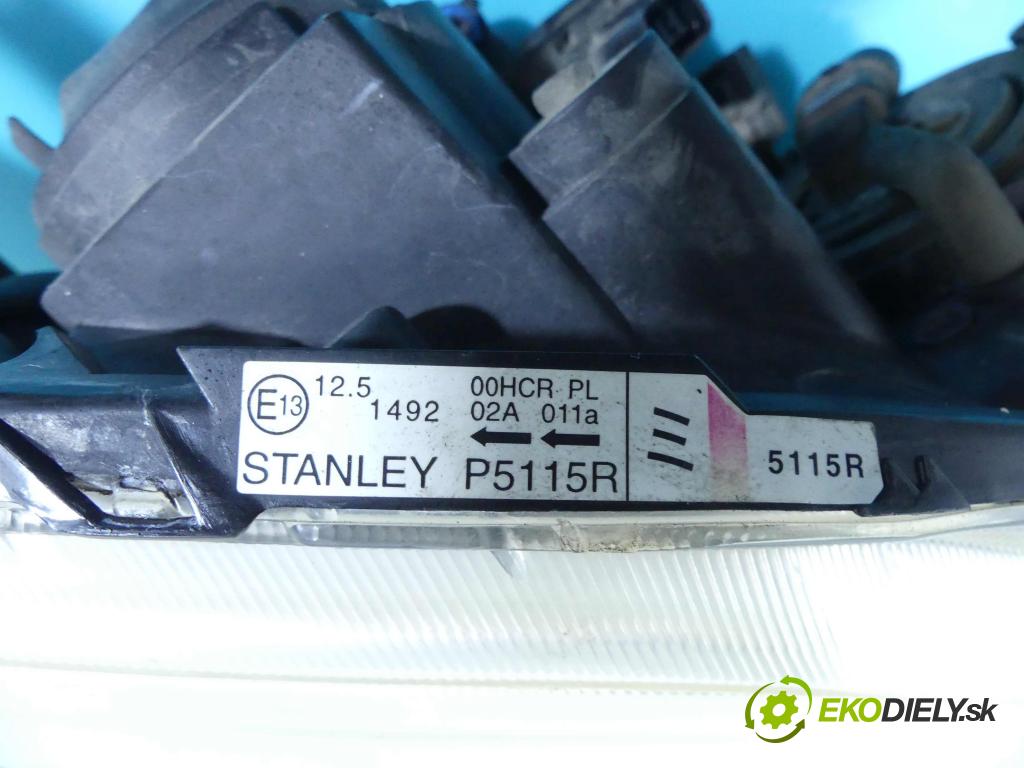 E13 12.5 00HCR PL
1492 02A 011a
STANLEY P5115R
5115R
EKODIELY.sk